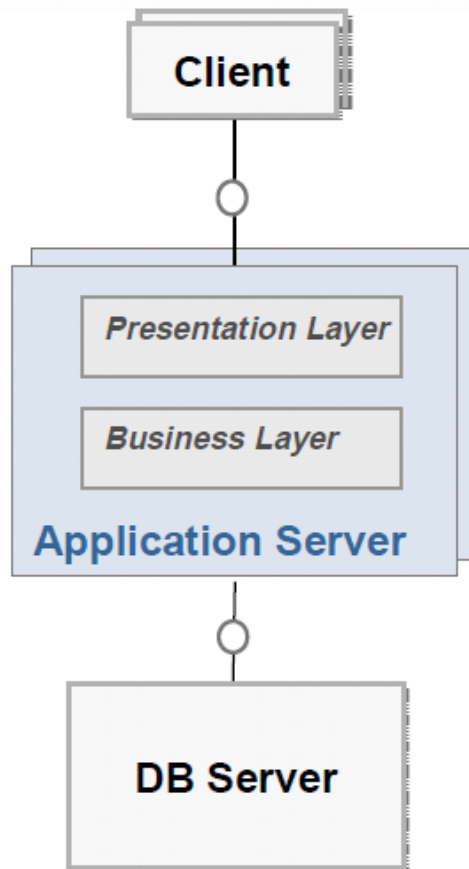 Client
Presentation Layer
Business Layer
Application Server
DB Server